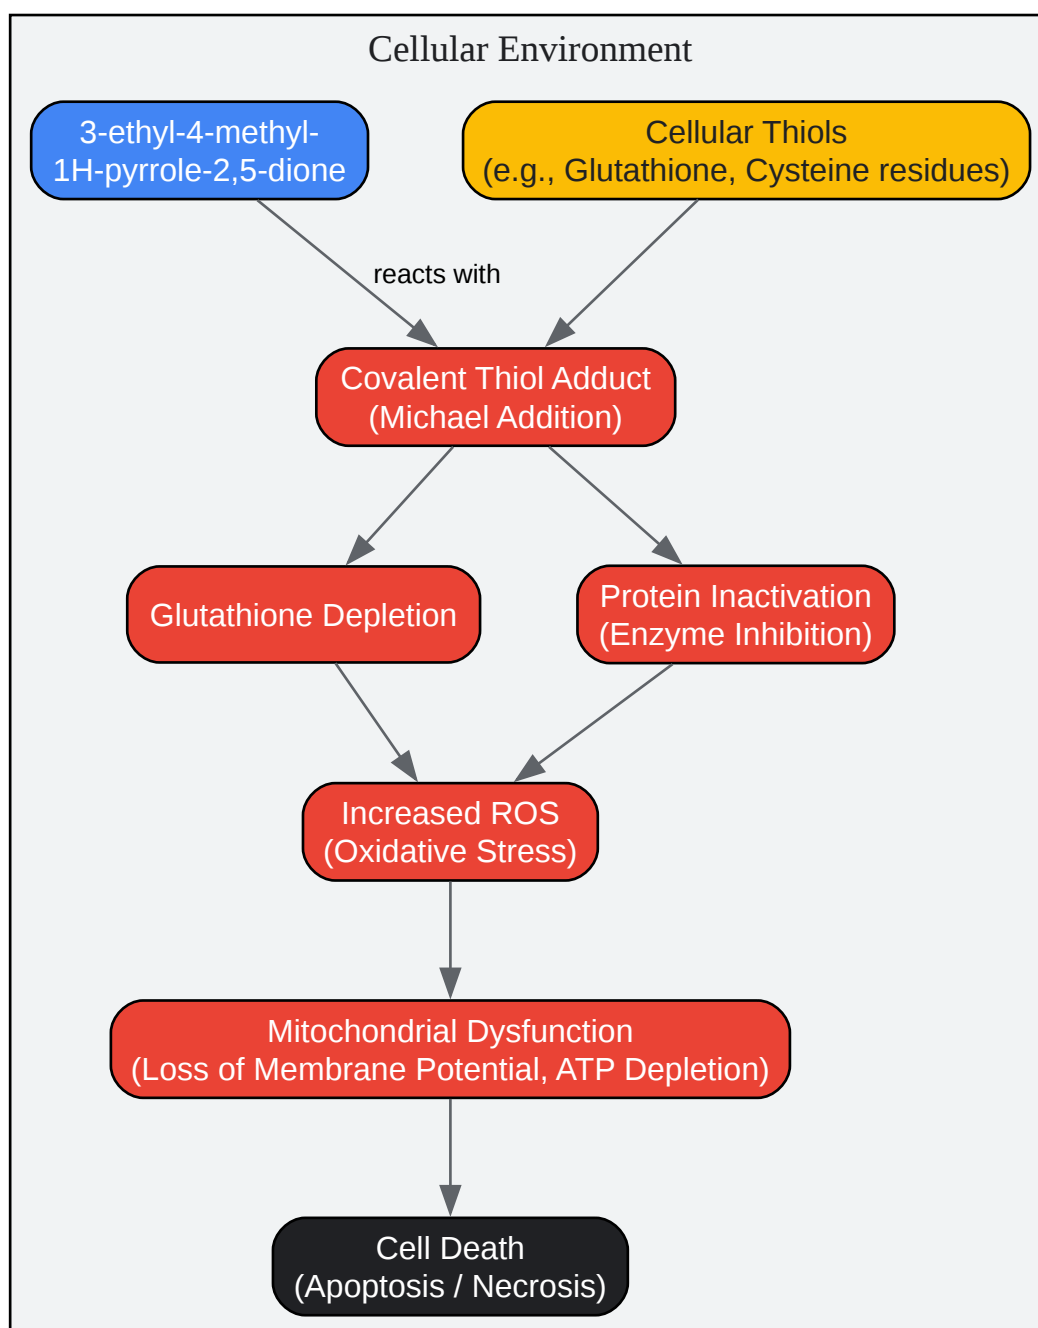 Cellular Environment
3-ethyl-4-methyl-
1H-pyrrole-2,5-dione
Cellular Thiols
(e.g., Glutathione, Cysteine residues)
reacts with
Covalent Thiol Adduct
(Michael Addition)
Glutathione Depletion
Protein Inactivation
(Enzyme Inhibition)
Increased ROS
(Oxidative Stress)
Mitochondrial Dysfunction
(Loss of Membrane Potential, ATP Depletion)
Cell Death
(Apoptosis / Necrosis)